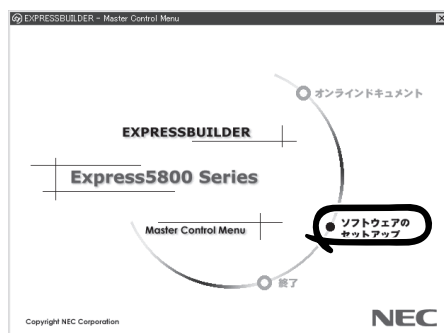 EXPRESSBUILDER - Master Control Menu
オンラインドキュメント
EXPRESSBUILDER
Express5800 Series
Master Control Menu
ソフトウェアの
セットアップ
終了
Copyright NEC Corporation
NEC